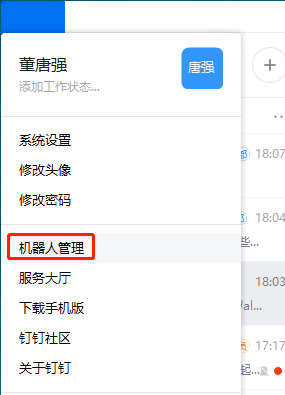 董唐强
唐强
添加工作状态...
系统设置
修改头像
修改密码
机器人管理
服务大厅
下载手机版
钉钉社区
关于钉钉
18:07
18:04
些...
18:03
/al...
17:17
员
起...